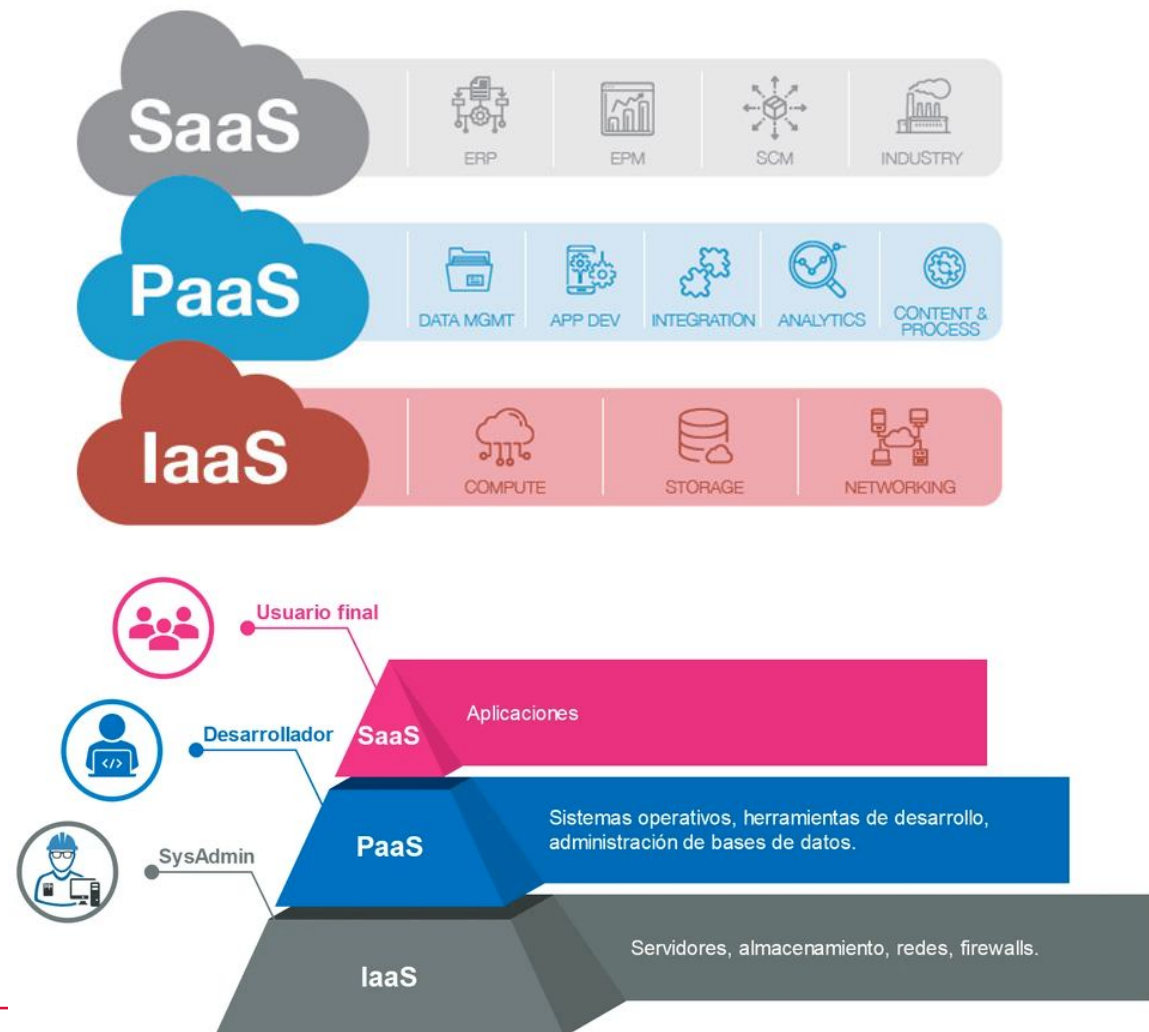 SaaS
ERP
EPM
SCM
INDUSTRY
PaaS
DATA MGMT
APP DEV
INTEGRATION
ANALYTICS
CONTENT &
PROCESS
IaaS
COMPUTE
STORAGE
NETWORKING
Usuario final
Aplicaciones
SaaS
Desarrollador
Sistemas operativos, herramientas de desarrollo,
administración de bases de datos.
PaaS
</>
SysAdmin
Servidores, almacenamiento, redes, firewalls.
IaaS